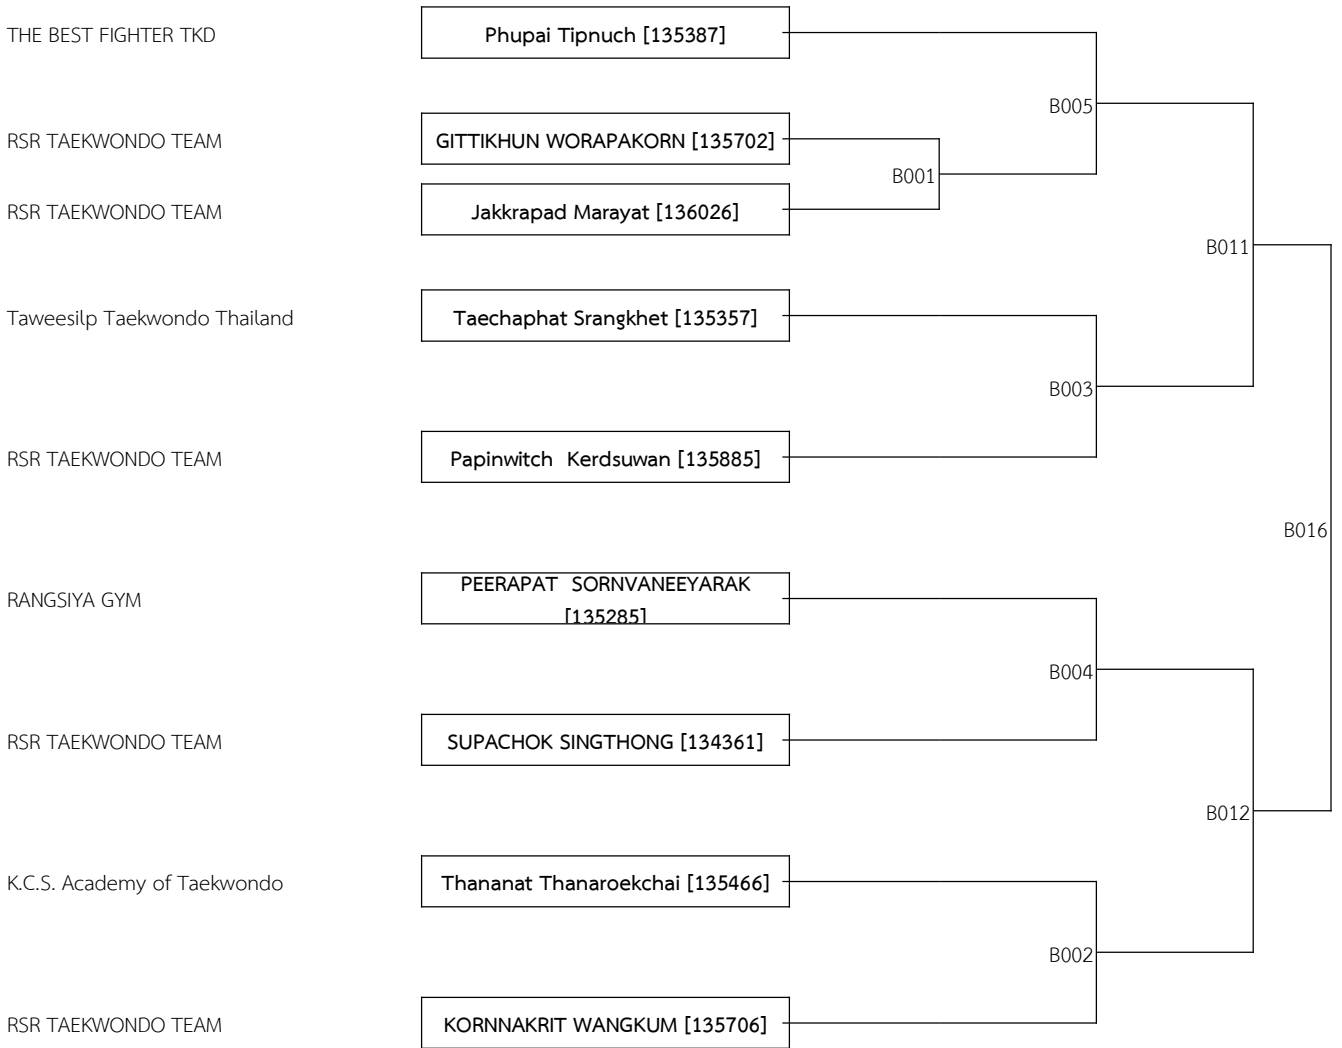 THE BEST FIGHTER TKD
Phupai Tipnuch [135387]
B005
RSR TAEKWONDO TEAM
GITTIKHUN WORAPAKORN [135702]
B001
RSR TAEKWONDO TEAM
Jakkrapad Marayat [136026]
B011
Taweesilp Taekwondo Thailand
Taechaphat Srangkhet [135357]
B003
RSR TAEKWONDO TEAM
Papinwitch  Kerdsuwan [135885]
B016
RANGSIYA GYM
PEERAPAT  SORNVANEEYARAK
[135285]
B004
RSR TAEKWONDO TEAM
SUPACHOK SINGTHONG [134361]
B012
K.C.S. Academy of Taekwondo
Thananat Thanaroekchai [135466]
B002
RSR TAEKWONDO TEAM
KORNNAKRIT WANGKUM [135706]